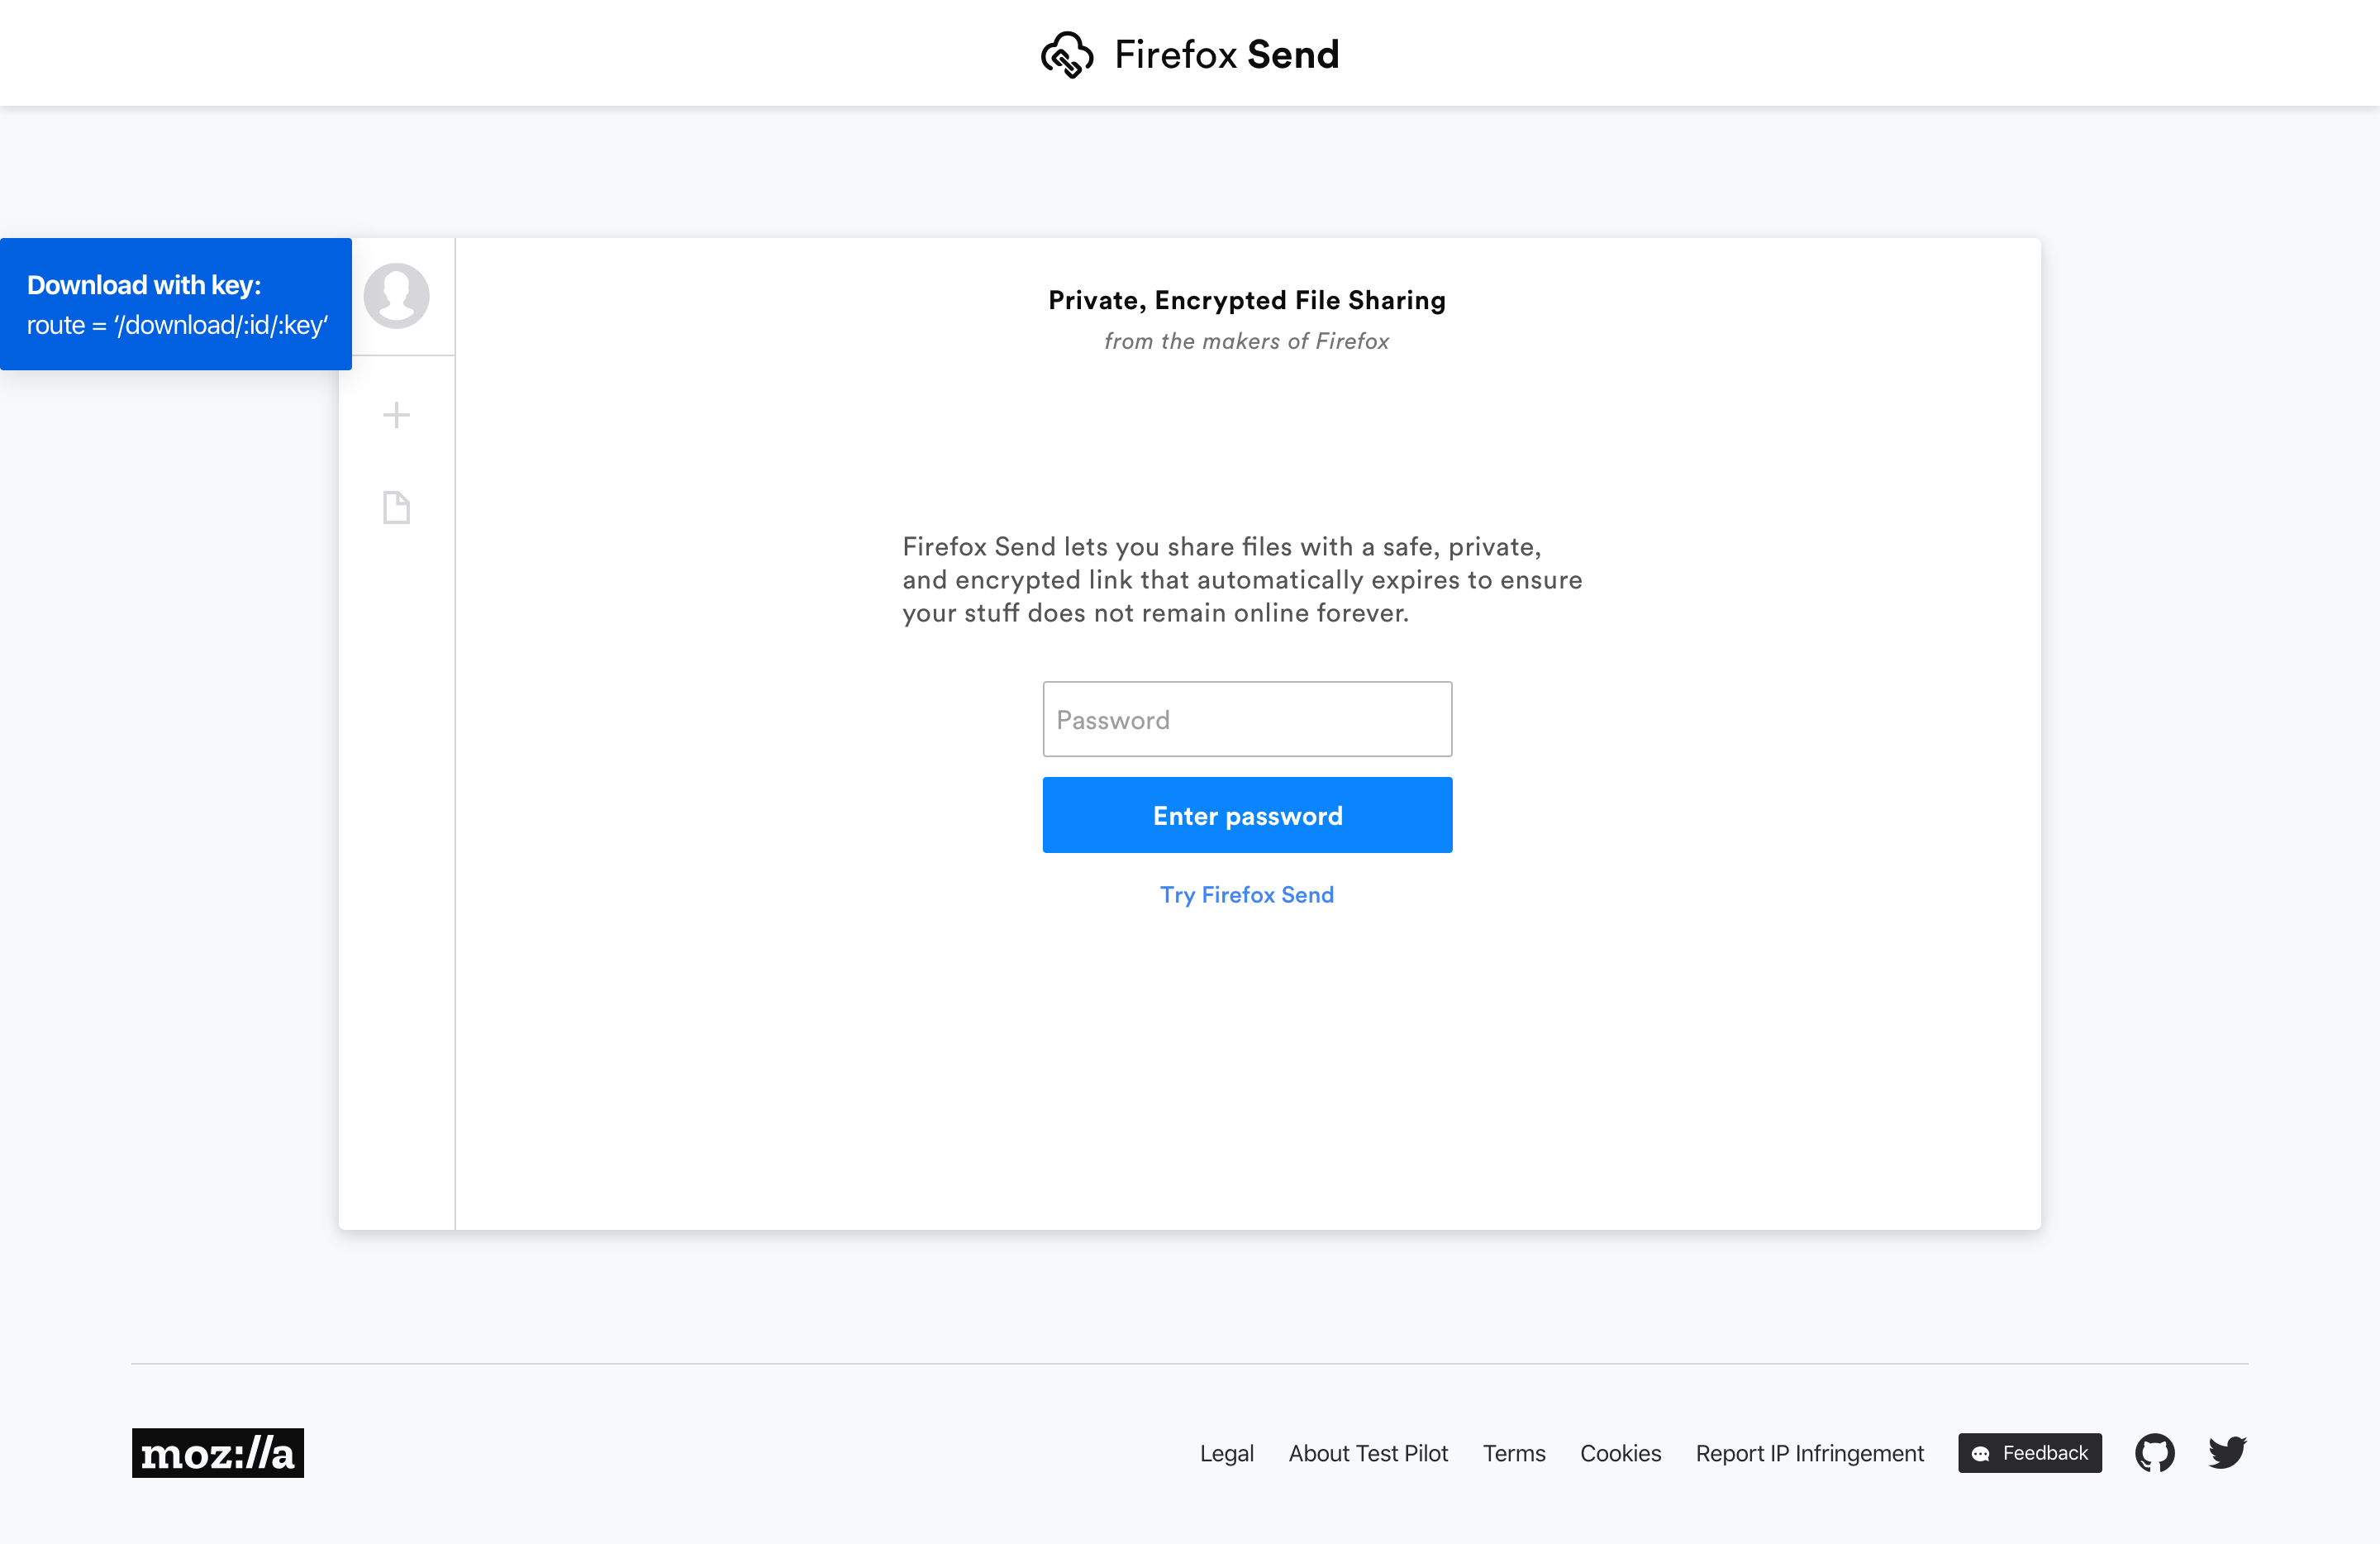 Firefox Send
Download with key:
route = ‘/download/:id/:key‘
Private, Encrypted File Sharing
from the makers of Firefox
Firefox Send lets you share files with a safe, private,
and encrypted link that automatically expires to ensure
your stuff does not remain online forever.
Password
Enter password
Try Firefox Send
moz://a
Legal About Test Pilot Terms Cookies Report IP Infringement Feedback